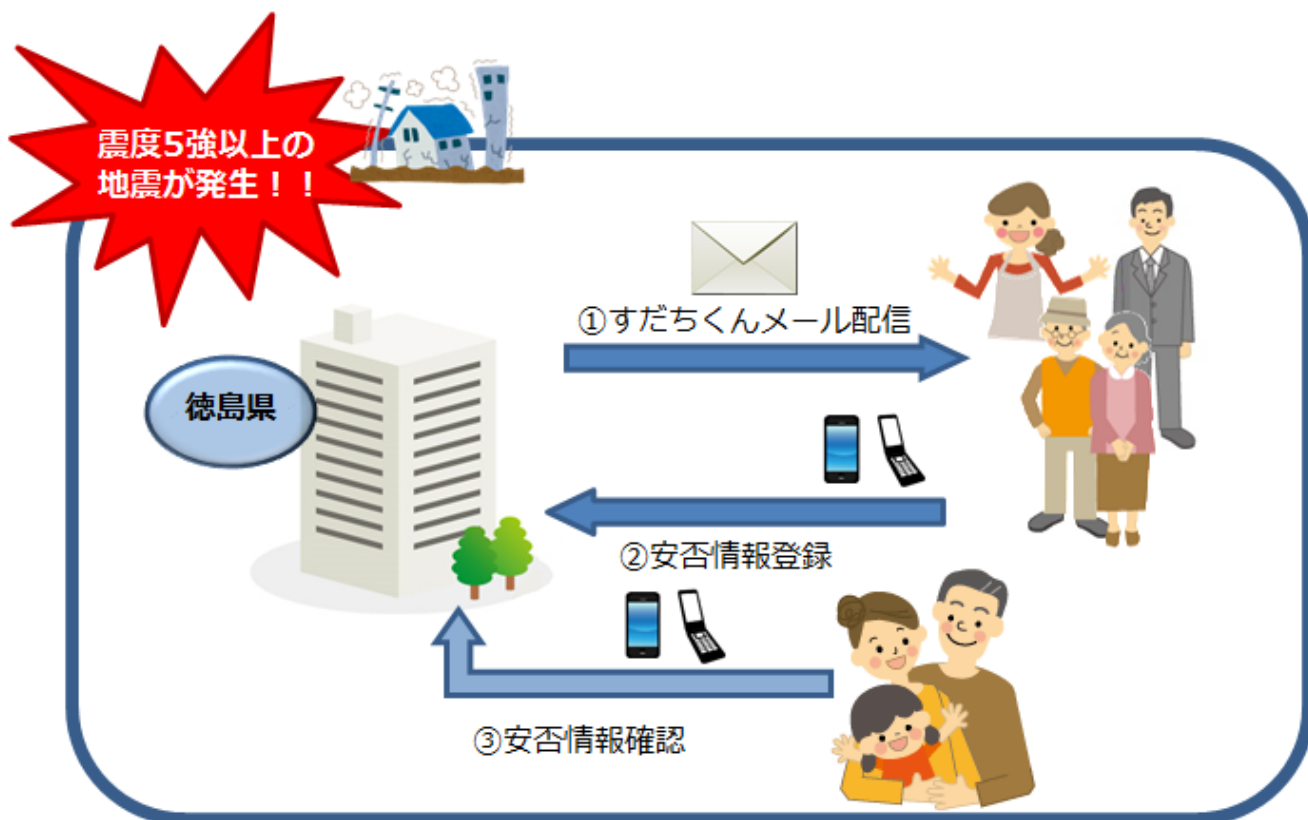 震度5強以上の
地震が発生！！
①すだちくんメール配信
徳島県
②安否情報登録
③安否情報確認